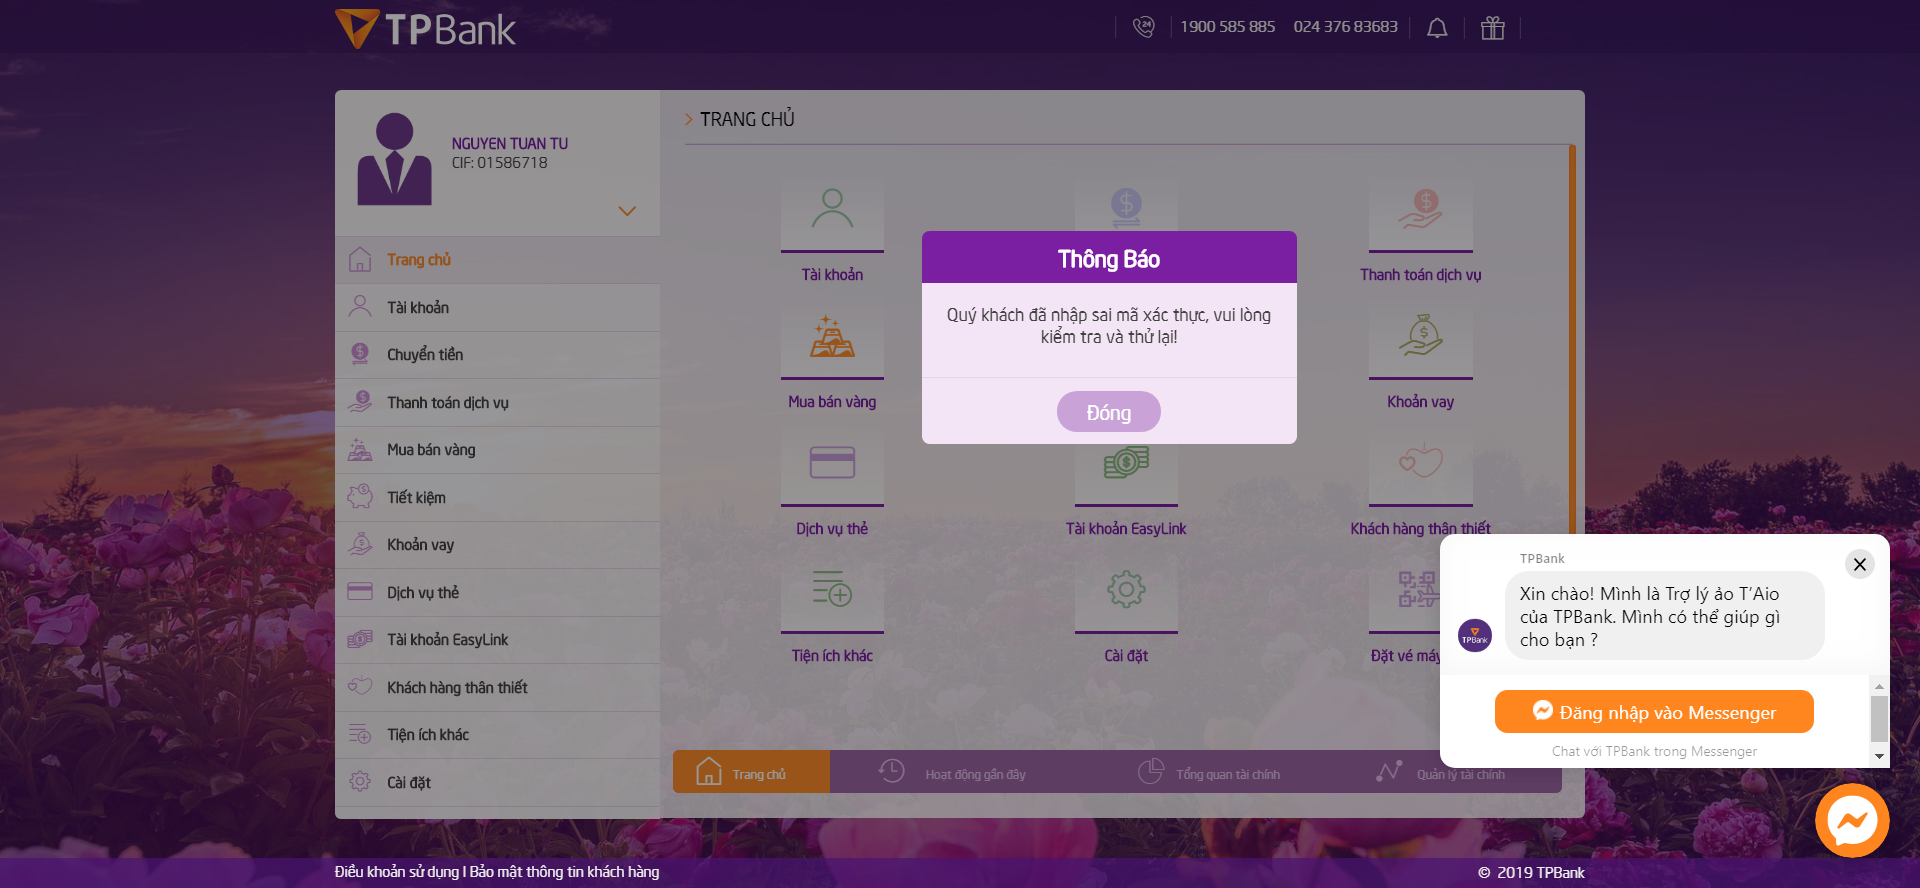 TPBank
24
1900 585 885
024 376 83683
NGUYEN TUAN TU
CIF: 01586718
Trang chủ
Tài khoản
Chuyển tiền
Thanh toán dịch vụ
Mua bán vàng
Tiết kiệm
Khoản vay
Dịch vụ thẻ
Tài khoản EasyLink
Khách hàng thân thiết
Tiện ích khác
Cài đặt
TRANG CHỦ
Tài khoản
Thanh toán dịch vụ
Mua bán vàng
Khoản vay
Dịch vụ thẻ
Tài khoản EasyLink
Khách hàng thân thiết
Tiện ích khác
Cài đặt
Đặt vé máy
Thông Báo
Quý khách đã nhập sai mã xác thực, vui lòng
kiểm tra và thử lại!
Đóng
Trang chủ
Hoạt động gần đây
Tổng quan tài chính
Quản lý tài chính
TPBank
Xin chào! Mình là Trợ lý ảo T'Aio
của TPBank. Mình có thể giúp gì
cho bạn ?
TPBank
Đăng nhập vào Messenger
Chat với TPBank trong Messenger
Điều khoản sử dụng I Bảo mật thông tin khách hàng
© 2019 TPBank